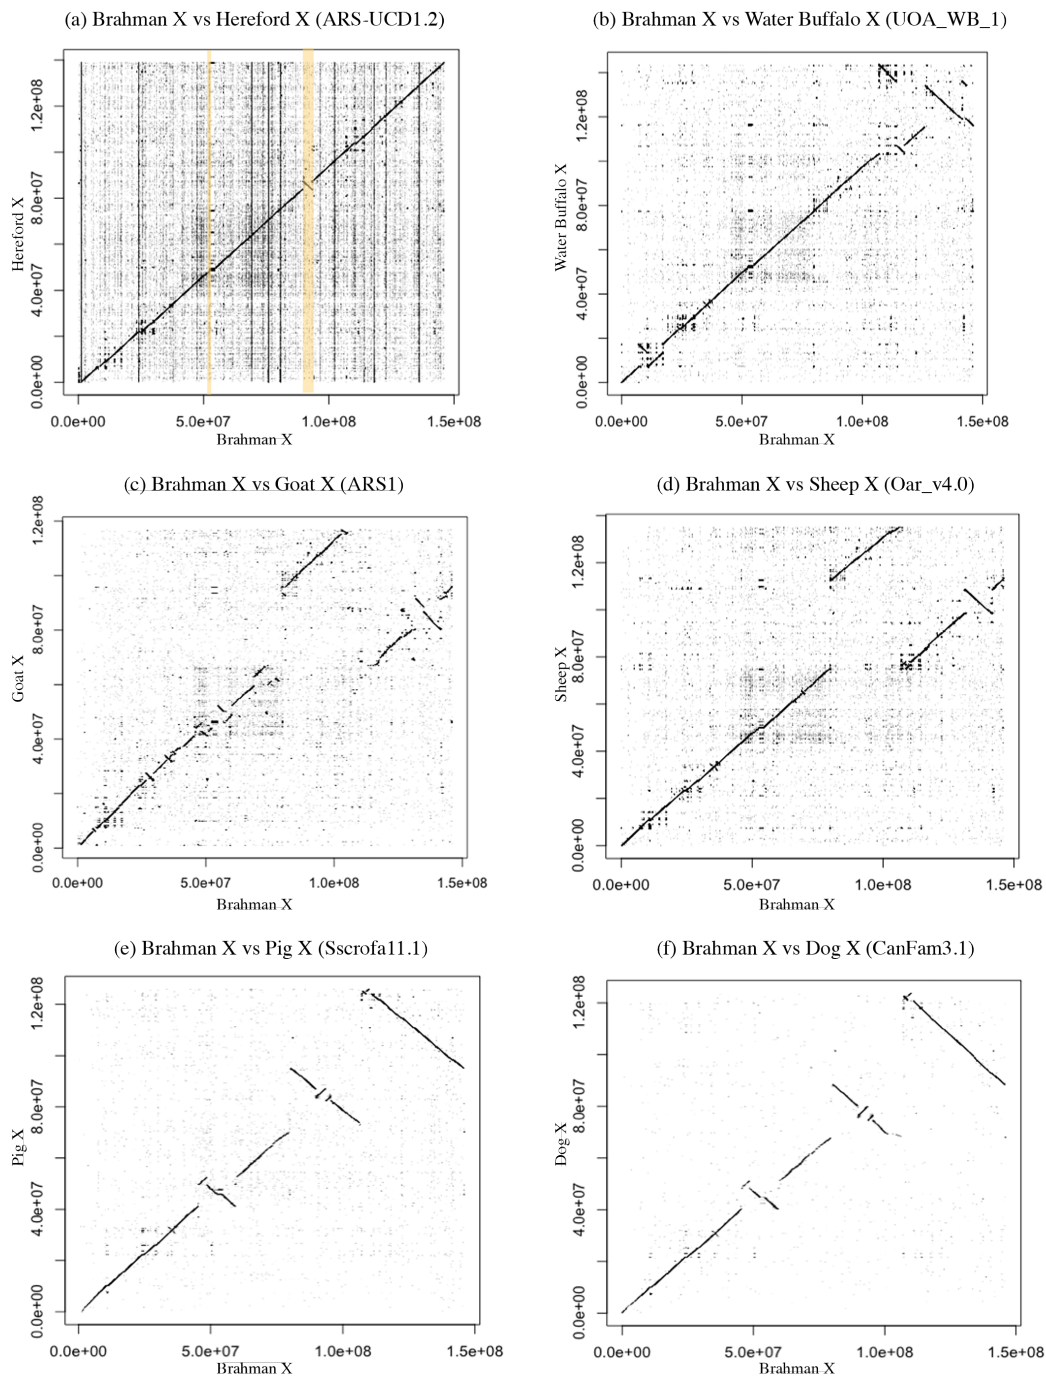 (a) Brahman X vs Hereford X (ARS-UCD1.2)
Hereford X
0.0e+00 4.0e+07 8.0e+07 1.2e+08
0.0e+00 5.0e+07 1.0e+08 1.5e+08
Brahman X
(b) Brahman X vs Water Buffalo X (UOA_WB_1)
Water Buffalo X
0.0e+00 4.0e+07 8.0e+07 1.2e+08
0.0e+00 5.0e+07 1.0e+08 1.5e+08
Brahman X
(c) Brahman X vs Goat X (ARS1)
Goat X
0.0e+00 4.0e+07 8.0e+07 1.2e+08
0.0e+00 5.0e+07 1.0e+08 1.5e+08
Brahman X
(d) Brahman X vs Sheep X (Oar_v4.0)
Sheep X
0.0e+00 4.0e+07 8.0e+07 1.2e+08
0.0e+00 5.0e+07 1.0e+08 1.5e+08
Brahman X
(e) Brahman X vs Pig X (Sscrofa11.1)
Pig X
0.0e+00 4.0e+07 8.0e+07 1.2e+08
0.0e+00 5.0e+07 1.0e+08 1.5e+08
Brahman X
(f) Brahman X vs Dog X (CanFam3.1)
Dog X
0.0e+00 4.0e+07 8.0e+07 1.2e+08
0.0e+00 5.0e+07 1.0e+08 1.5e+08
Brahman X